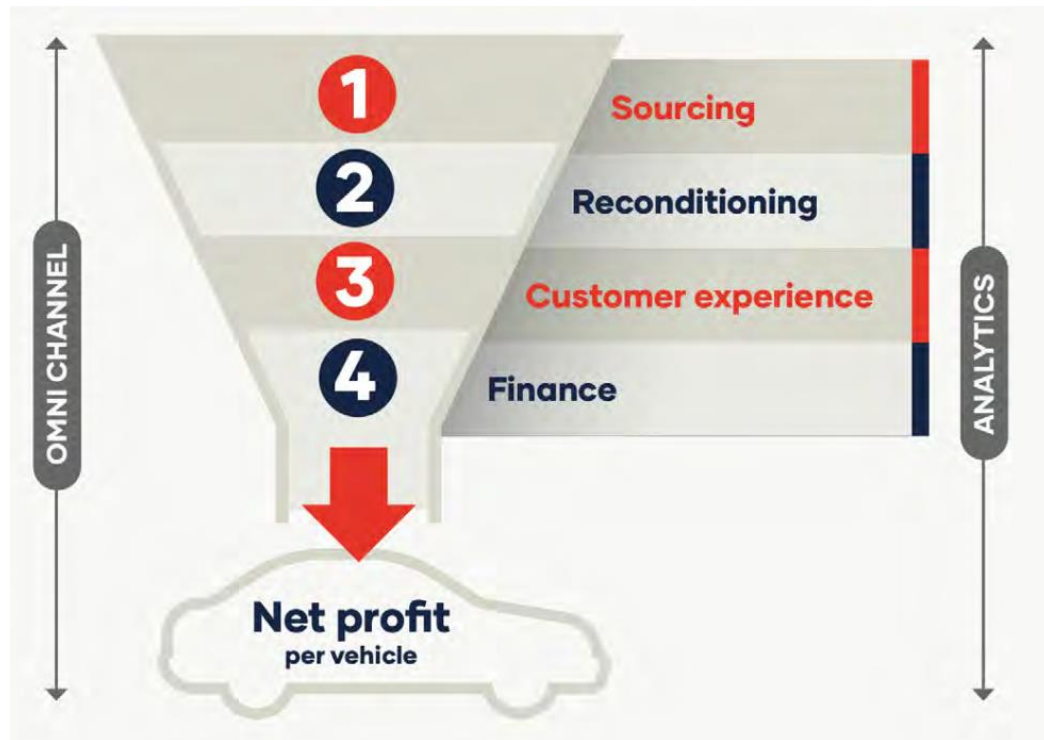 OMNI CHANNEL
1
Sourcing
2
Reconditioning
3
Customer experience
4
Finance
ANALYTICS
Net profit
per vehicle